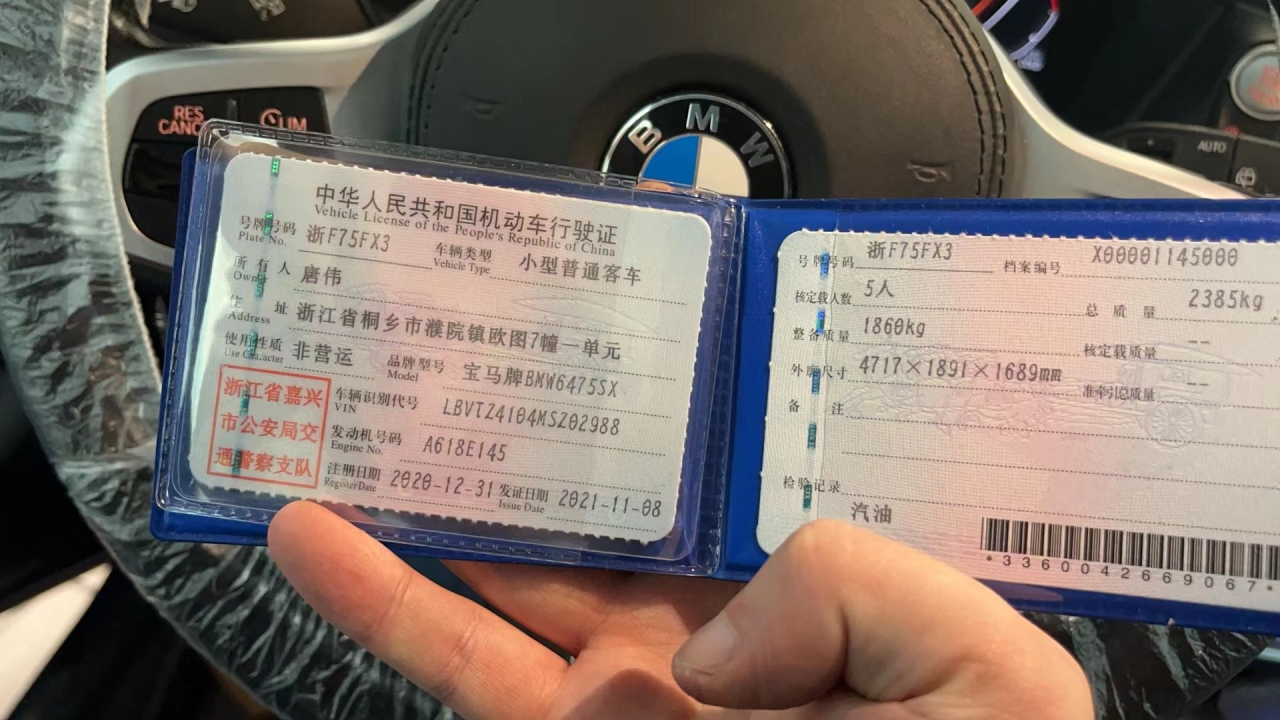 RES
CANC
LIM
BMW
AUTO
中华人民共和国机动车行驶证
Vehicle License of the People's Republic of China
号牌号码 浙F75FX3 车辆类型 小型普通客车
Plate No. Vehicle Type
所有人 唐伟
Owner
住址 浙江省桐乡市濮院镇欧图7幢一单元
Address
使用性质 非营运 品牌型号 宝马牌BMW6475SX
Use Character Model
浙江省嘉兴
市公安局交
通警察支队
车辆识别代号 LBVTZ4104MSZ02988
VIN
发动机号码 A618E145
Engine No.
注册日期 2020-12-31 发证日期 2021-11-08
Register Date Issue Date
号牌号码 浙F75FX3 档案编号 X00001145000
核定载人数 5人 总质量 2385kg
整备质量 1860kg 核定载质量 --
外廓尺寸 4717×1891×1689mm 准牵引总质量 --
备注
检验记录
汽油
*3360042669067*